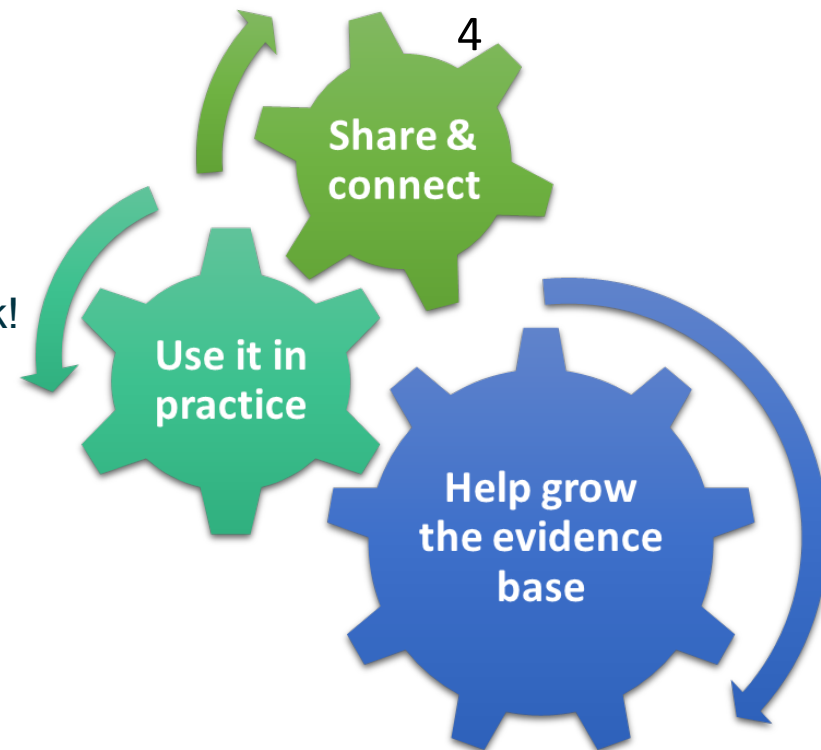 4
Share &
connect
k!
Use it in
practice
Help grow
the evidence
base